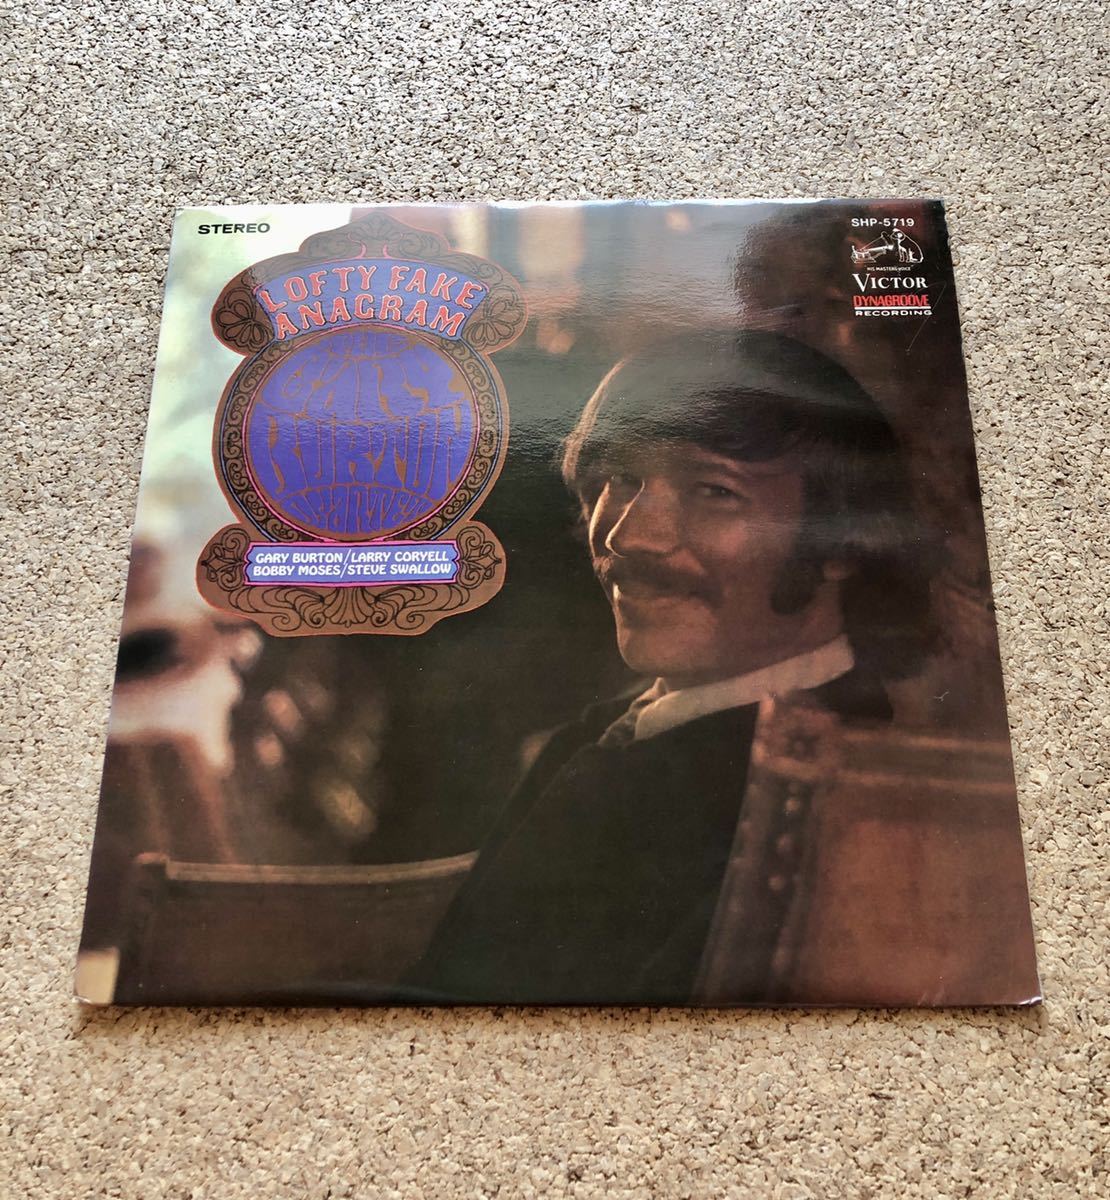 STEREO
LOFTY FAKE
ANAGRAM
THE
GARY
BURTON
QUARTET
GARY BURTON/LARRY CORYELL
BOBBY MOSES/STEVE SWALLOW
SHP-5719
"HIS MASTER'S VOICE"
VICTOR
DYNAGROOVE
RECORDING